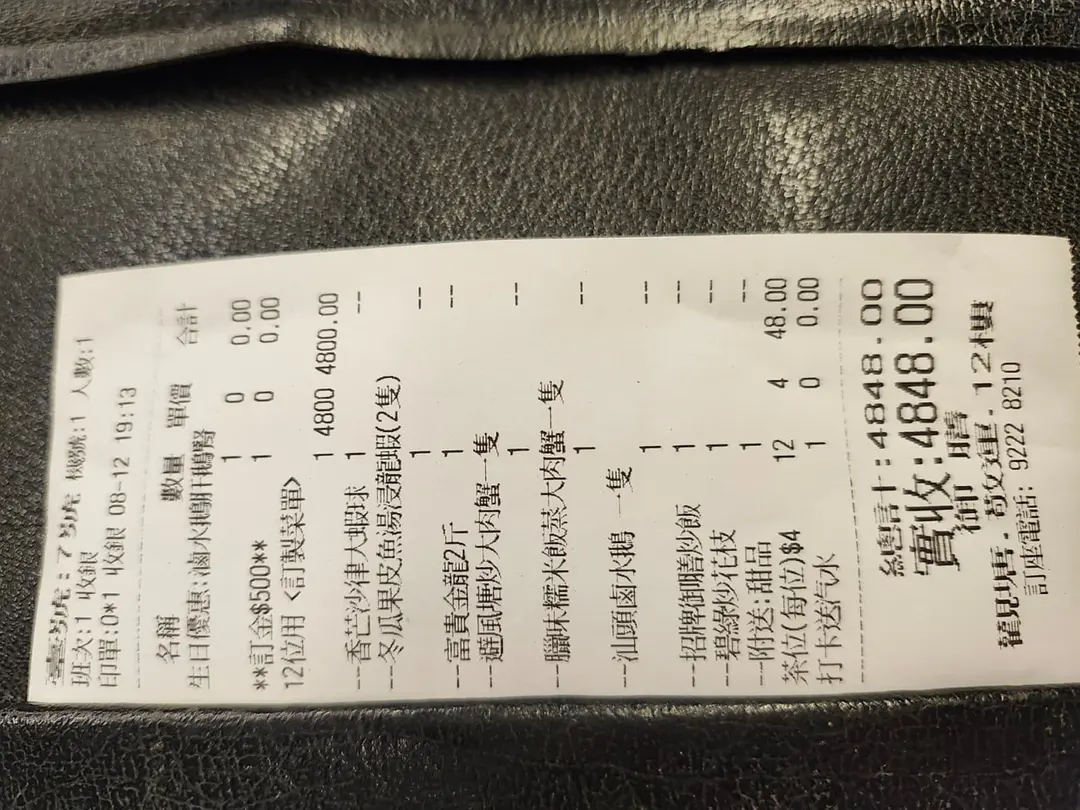 臺號:7號 機號:1 人數:1
班次:1 收銀
印單:0*1 收銀 08-12 19:13
名稱 數量 單價 合計
生日優惠:滷水鵝腸肝鵝腎
1 0 0.00
**訂金$500** 1 0 0.00
12位用 <訂製菜單>
1 4800 4800.00
--香芒沙律大蝦球 1 --
--冬瓜果皮魚湯浸龍蝦(2隻)
1 --
--富貴金龍2斤 1 --
--避風塘炒大肉蟹一隻
1 --
--臘味糯米飯蒸大肉蟹一隻
1 --
--汕頭鹵水鵝 一隻
1 --
--招牌御膳炒飯 1 --
--碧綠炒花枝 1 --
--附送:甜品 1 --
茶位(每位)$4 12 4 48.00
打卡送汽水 1 0 0.00
總計:4848.00
實收:4848.00
御膳
12樓
訂座電話: 9222 8210